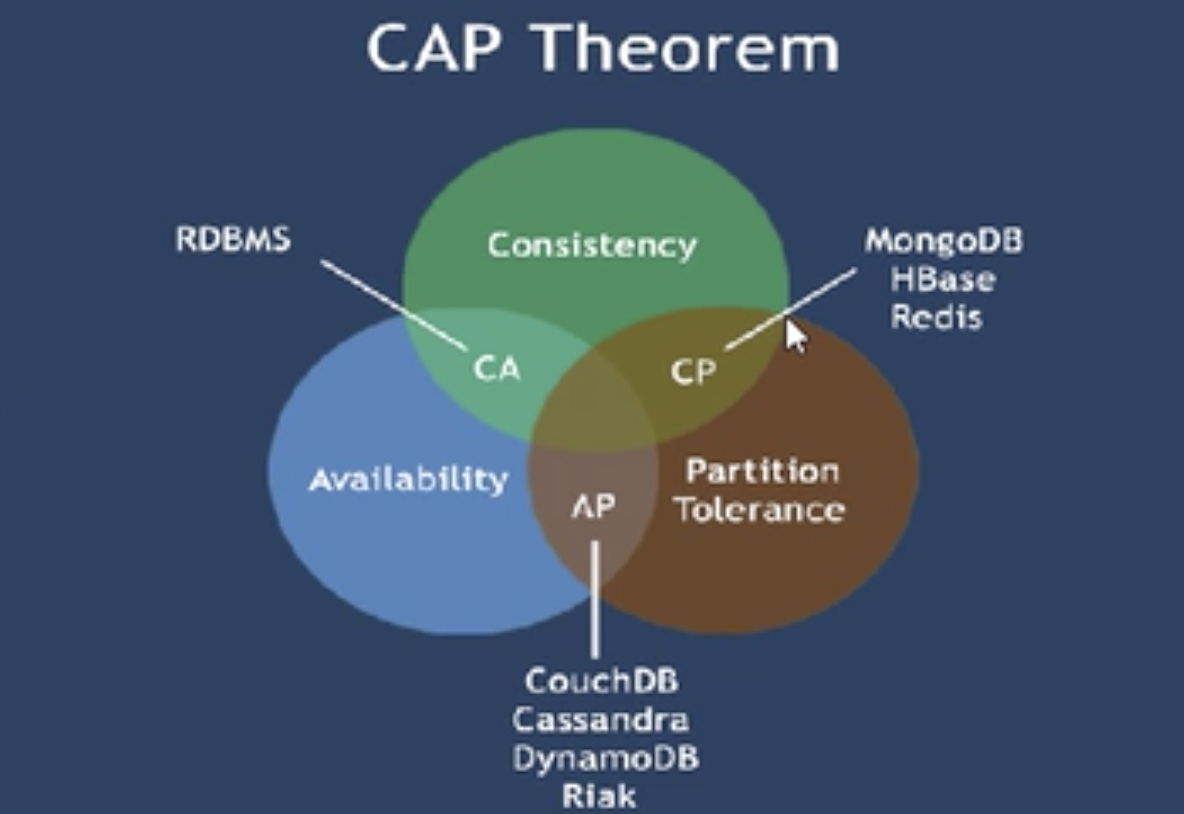 CAP Theorem
RDBMS
Consistency
MongoDB
HBase
Redis
CA
CP
Availability
Partition
Tolerance
AP
CouchDB
Cassandra
DynamoDB
Riak